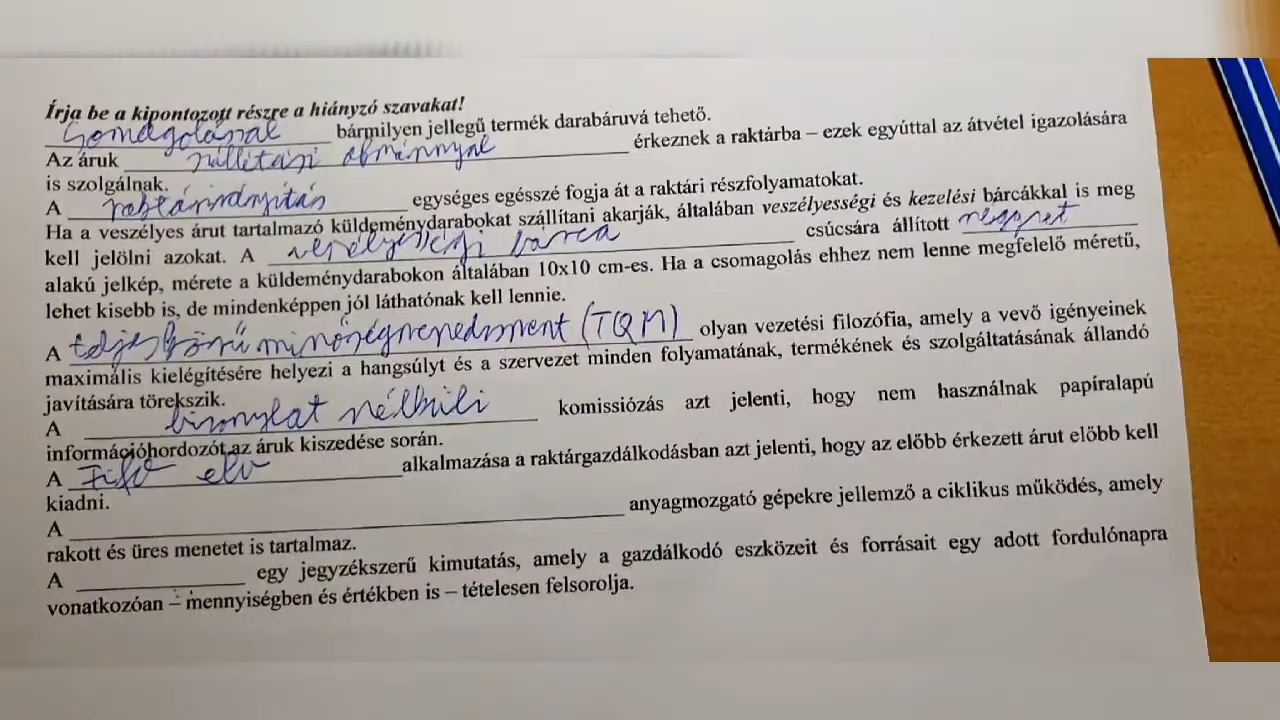 Írja be a kipontozott részre a hiányzó szavakat!
Csomagolással bármilyen jellegű termék darabáruvá tehető.
Az áruk szállítási okmánnyal érkeznek a raktárba – ezek egyúttal az átvétel igazolására
is szolgálnak.
A raktárirányítás egységes egésszé fogja át a raktári részfolyamatokat.
Ha a veszélyes árut tartalmazó küldeménydarabokat szállítani akarják, általában veszélyességi és kezelési bárcákkal is meg
kell jelölni azokat. A veszélyességi bárca csúcsára állított négyzet
alakú jelkép, mérete a küldeménydarabokon általában 10x10 cm-es. Ha a csomagolás ehhez nem lenne megfelelő méretű,
lehet kisebb is, de mindenképpen jól láthatónak kell lennie.
A teljeskörű minőségmenedzsment (TQM) olyan vezetési filozófia, amely a vevő igényeinek
maximális kielégítésére helyezi a hangsúlyt és a szervezet minden folyamatának, termékének és szolgáltatásának állandó
javítására törekszik.
A bizonylat nélküli komissiózás azt jelenti, hogy nem használnak papíralapú
információhordozót az áruk kiszedése során.
A Fifo elv alkalmazása a raktárgazdálkodásban azt jelenti, hogy az előbb érkezett árut előbb kell
kiadni.
A anyagmozgató gépekre jellemző a ciklikus működés, amely
rakott és üres menetet is tartalmaz.
A egy jegyzékszerű kimutatás, amely a gazdálkodó eszközeit és forrásait egy adott fordulónapra
vonatkozóan – mennyiségben és értékben is – tételesen felsorolja.